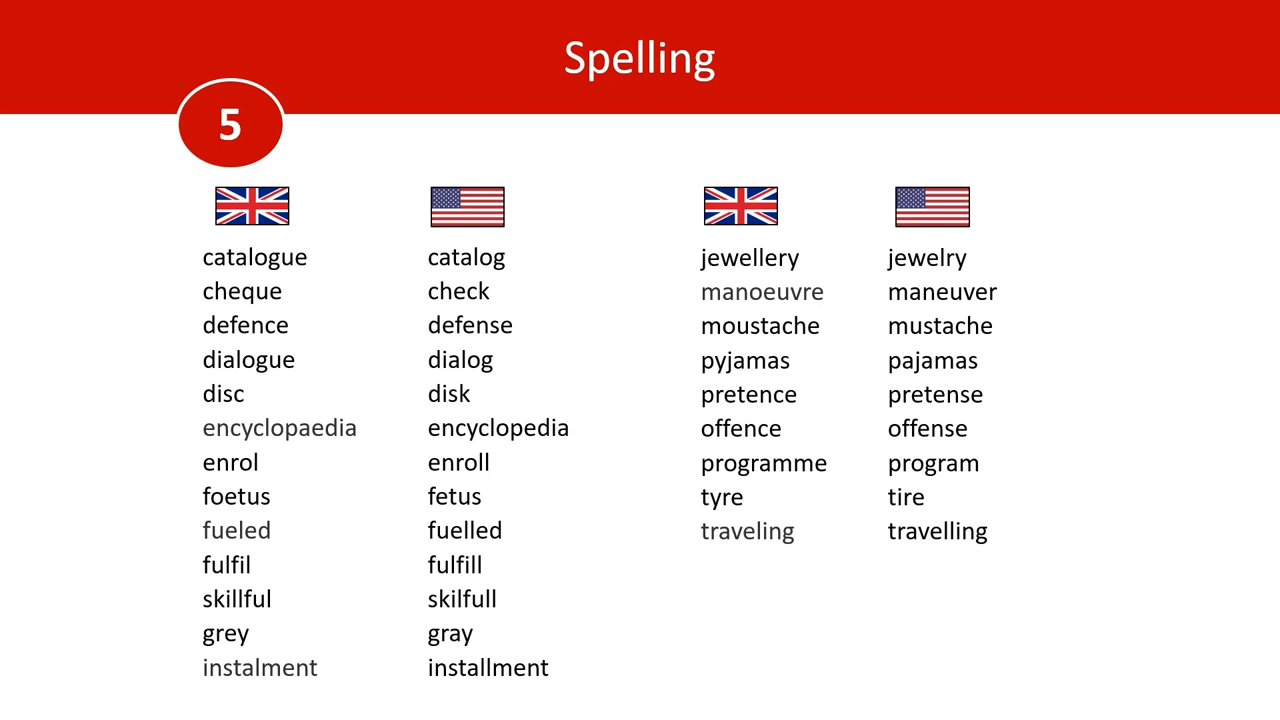 Spelling
5
catalogue catalog
cheque check
defence defense
dialogue dialog
disc disk
encyclopaedia encyclopedia
enrol enroll
foetus fetus
fueled fuelled
fulfil fulfill
skillful skilfull
grey gray
instalment installment
jewellery jewelry
manoeuvre maneuver
moustache mustache
pyjamas pajamas
pretence pretense
offence offense
programme program
tyre tire
traveling travelling